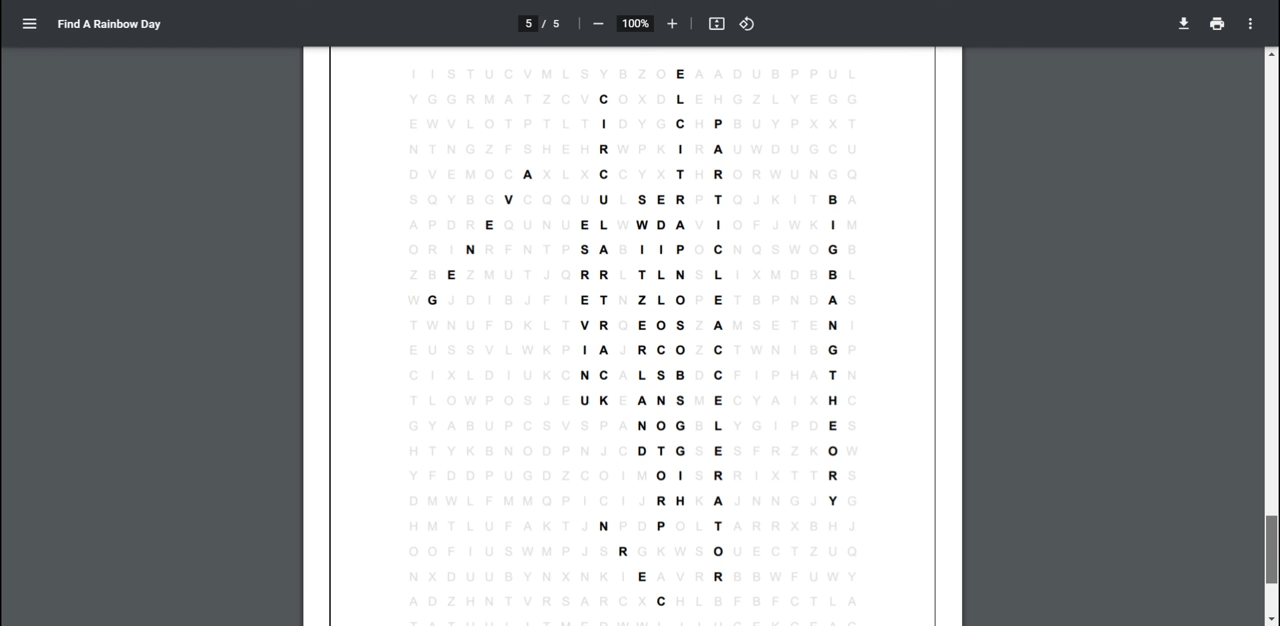 Find A Rainbow Day
5 / 5
100%
I I S T U C V M L S Y B Z O E A A D U B P P U L
Y G G R M A T Z C V C O X D L E H G Z L Y E G G
E W V L O T P T L T I D Y G C H P B U Y P X X T
N T N G Z F S H E H R W P K I R A U W D U G C U
D V E M O C A X L X C C Y X T H R O R W U N G Q
S Q Y B G V C Q Q U U L S E R P T Q J K I T B A
A P D R E Q U N U E L W W D A V I O F J W K I M
O R I N R F N T P S A B I I P O C N Q S W O G B
Z B E Z M U T J Q R R L T L N S L I X M D B B L
W G J D I B J F I E T N Z L O P E T B P N D A S
T W N U F D K L T V R Q E O S Z A M S E T E N I
E U S S V L W K P I A J R C O Z C T W N I B G P
C I X L D I U K C N C A L S B D C F I P H A T N
T L O W P O S J E U K E A N S M E C Y A I X H C
G Y A B U P C S V S P A N O G B L Y G I P D E S
H T Y K B N O D P N J C D T G S E S F R Z K O W
Y F D D P U G D Z C O I M O I S R R I X T T R S
D M W L F M M Q P I C I J R H K A J N N G J Y G
H M T L U F A K T J N P D P O L T A R R X B H J
O O F I U S W M P J S R G K W S O U E C T Z U Q
N X D U U B Y N X N K I E A V R R B B W F U W Y
A D Z H N T V R S A R C X C H L B F B F C T L A